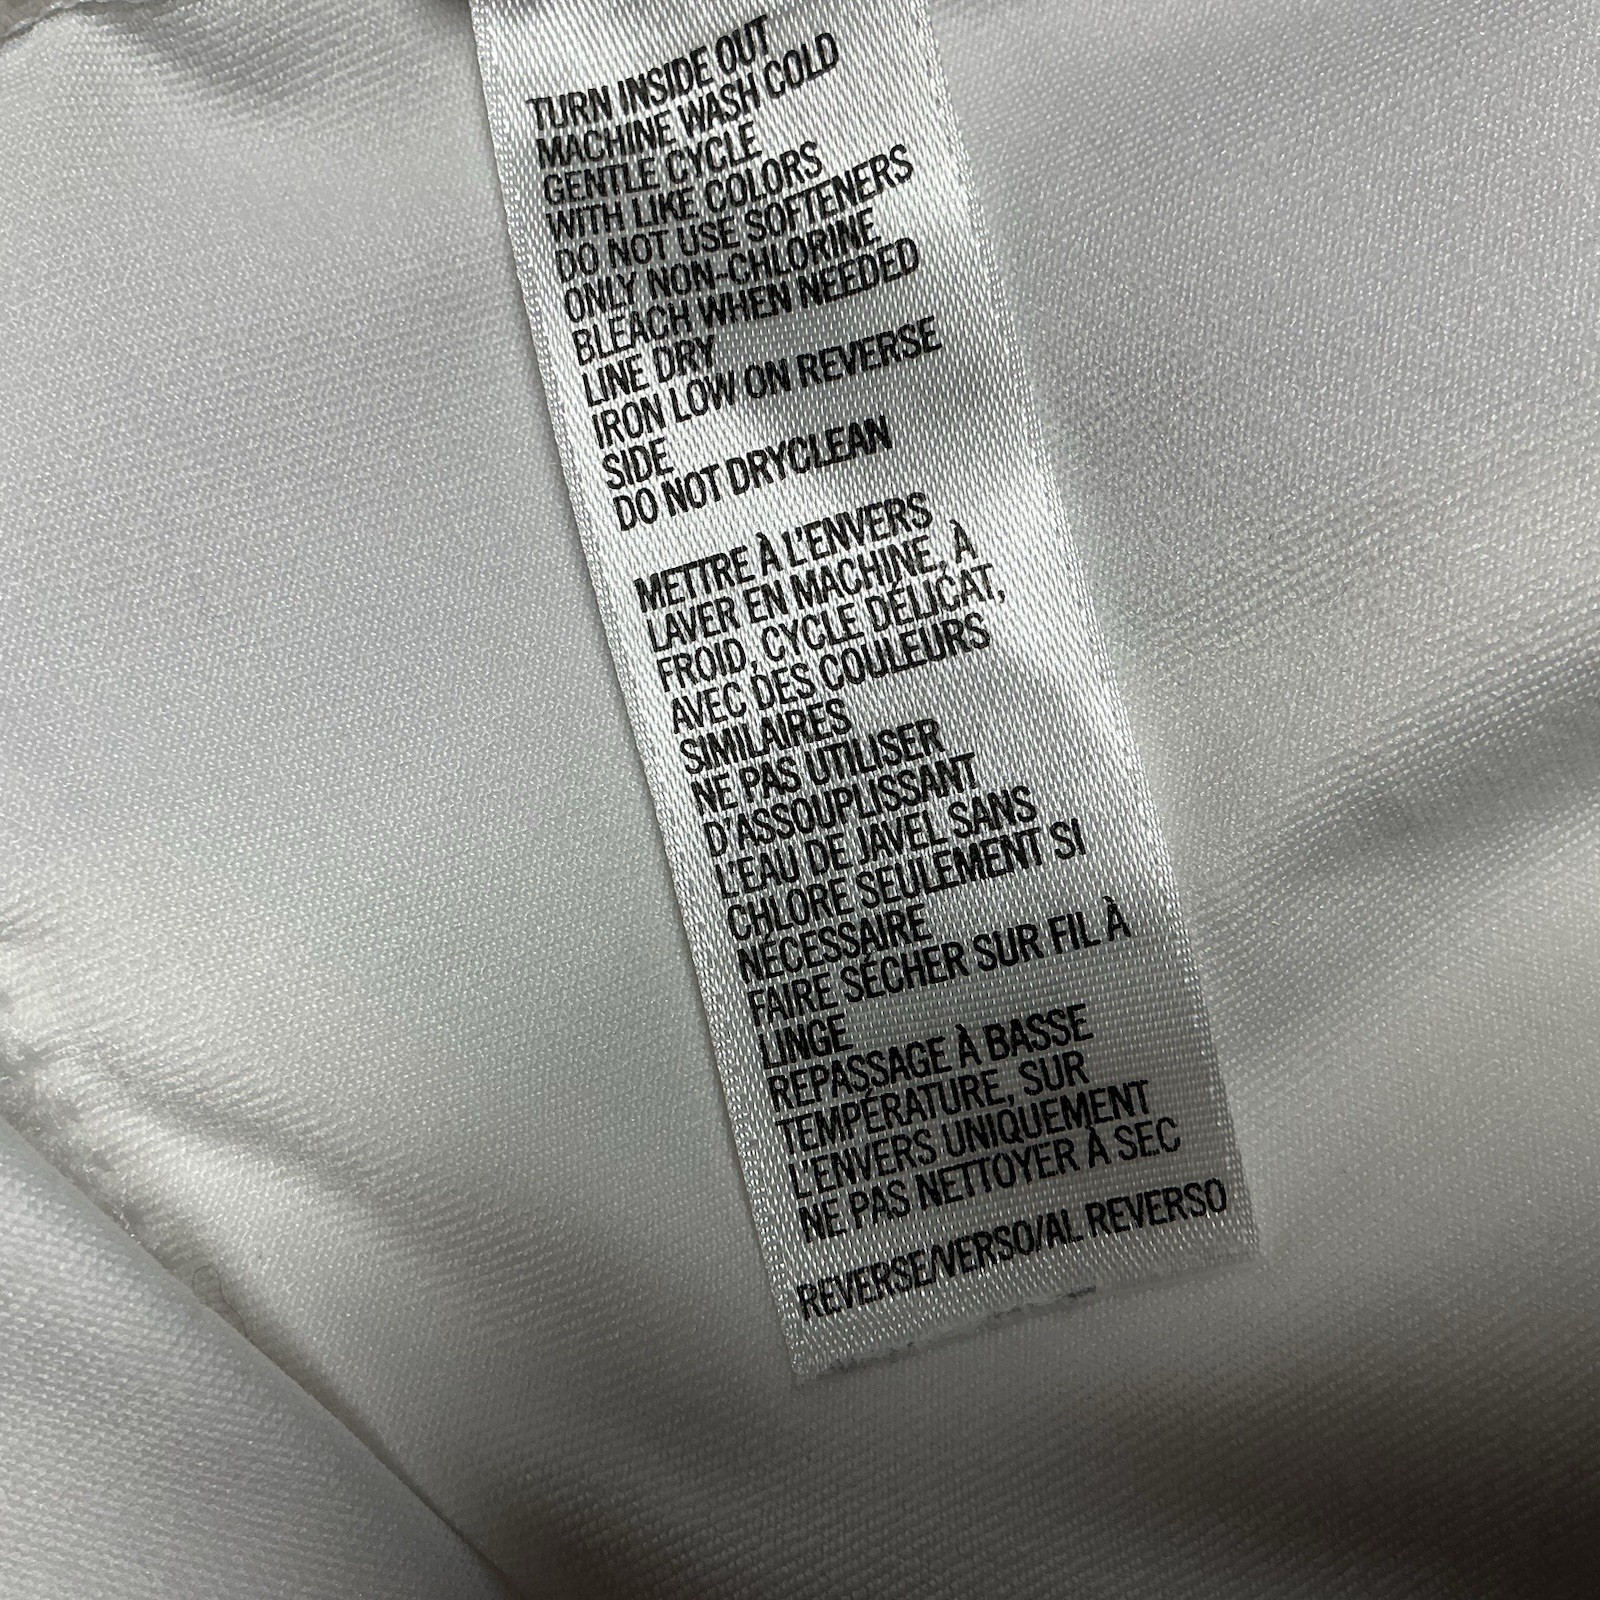 TURN INSIDE OUT
MACHINE WASH COLD
GENTLE CYCLE
WITH LIKE COLORS
DO NOT USE SOFTENERS
ONLY NON-CHLORINE
BLEACH WHEN NEEDED
LINE DRY
IRON LOW ON REVERSE
SIDE
DO NOT DRYCLEAN
METTRE À L'ENVERS
LAVER EN MACHINE, À
FROID, CYCLE DÉLICAT,
AVEC DES COULEURS
SIMILAIRES
NE PAS UTILISER
D'ASSOUPLISSANT
L'EAU DE JAVEL SANS
CHLORE SEULEMENT SI
NÉCESSAIRE
FAIRE SÉCHER SUR FIL À
LINGE
REPASSAGE À BASSE
TEMPÉRATURE, SUR
L'ENVERS UNIQUEMENT
NE PAS NETTOYER À SEC
REVERSE/VERSO/AL REVERSO